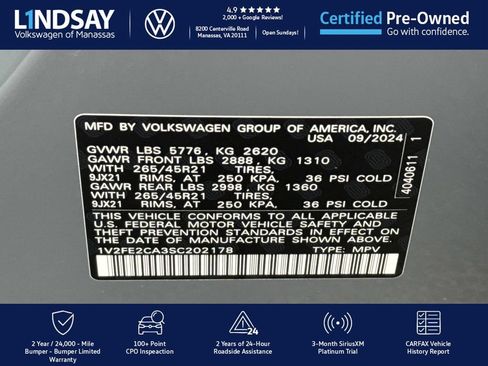 L1NDSAY
Volkswagen of Manassas
4.9 ★★★★★
2,000 + Google Reviews!
8200 Centerville Road
Manassas, VA 20111
Open Sundays!
Certified Pre-Owned
Go with confidence.
MFD BY VOLKSWAGEN GROUP OF AMERICA, INC.
USA 09/2024
GVWR LBS 5776, KG 2620
GAWR FRONT LBS 2888, KG 1310
WITH 265/45R21 TIRES,
9JX21 RIMS, AT 250 KPA, 36 PSI COLD
GAWR REAR LBS 2998, KG 1360
WITH 265/45R21 TIRES,
9JX21 RIMS, AT 250 KPA, 36 PSI COLD
THIS VEHICLE CONFORMS TO ALL APPLICABLE
U.S. FEDERAL MOTOR VEHICLE SAFETY AND
THEFT PREVENTION STANDARDS IN EFFECT
ON THE DATE OF MANUFACTURE SHOWN ABOVE.
1V2FE2CA3SC202178 TYPE: MPV
4040611 1
2 Year / 24,000 - Mile
Bumper - Bumper Limited
Warranty
100+ Point
CPO Inspeaction
24
2 Years of 24-Hour
Roadside Assistance
3-Month SiriusXM
Platinum Trial
CARFAX Vehicle
History Report